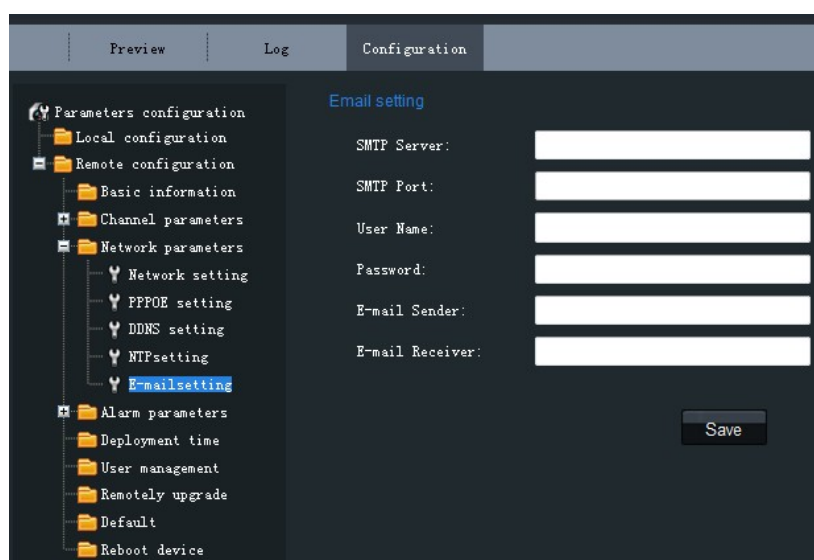 Preview Log Configuration
Parameters configuration
Local configuration
Remote configuration
Basic information
Channel parameters
Network parameters
Network setting
PPPOE setting
DDNS setting
NTPsetting
E-mailsetting
Alarm parameters
Deployment time
User management
Remotely upgrade
Default
Reboot device
Email setting
SMTP Server:
SMTP Port:
User Name:
Password:
E-mail Sender:
E-mail Receiver:
Save